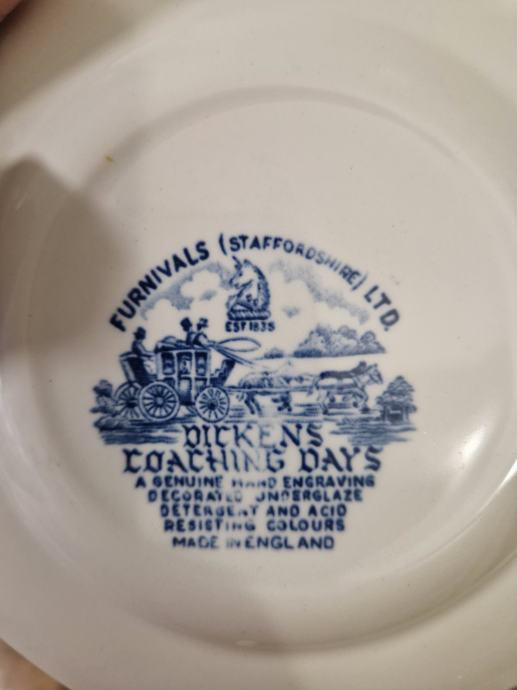 FURNIVALS (STAFFORDSHIRE) LTD.
EST 1835
DICKENS
COACHING DAYS
A GENUINE HAND ENGRAVING
DECORATED UNDERGLAZE
DETERGENT AND ACID
RESISTING COLOURS
MADE IN ENGLAND